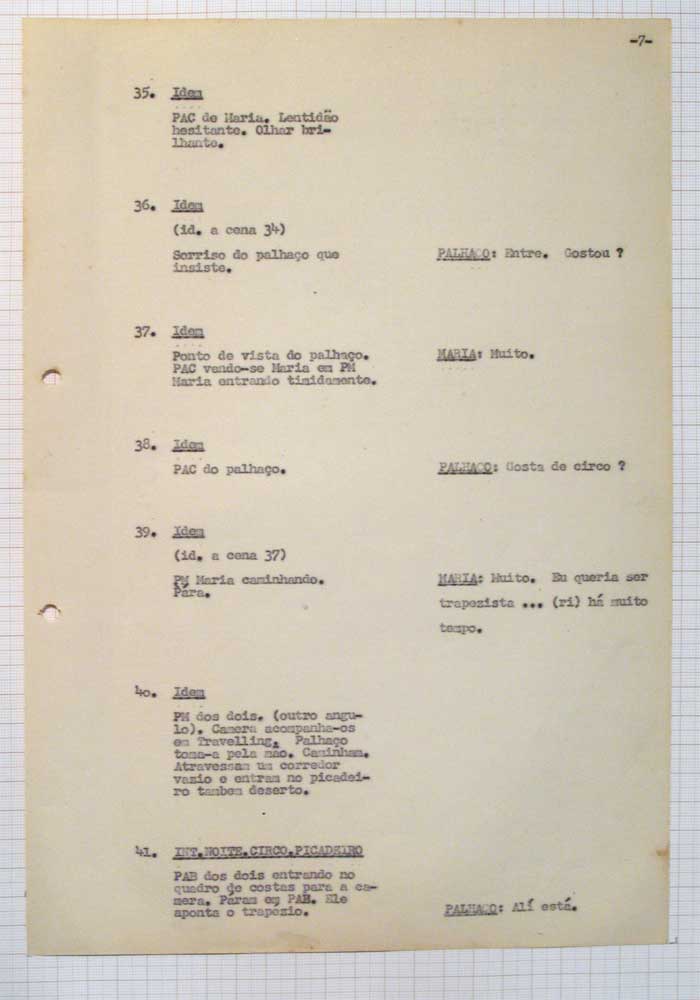 -7-
35. Idem
PAC de Maria. Lentidão
hesitante. Olhar bri-
lhante.
36. Idem
(id. a cena 34)
Sorriso do palhaço que
insiste.
PALHAÇO: Entre. Gostou ?
37. Idem
Ponto de vista do palhaço.
PAC vendo-se Maria em PM
Maria entrando timidamente.
MARIA: Muito.
38. Idem
PAC do palhaço.
PALHAÇO: Gosta de circo ?
39. Idem
(id. a cena 37)
PM Maria caminhando.
Pára.
MARIA: Muito. Eu queria ser
trapezista ... (ri) há muito
tempo.
40. Idem
PM dos dois. (outro angu-
lo). Camera acompanha-os
em Travelling. Palhaço
toma-a pela mão. Caminham.
Atravessam um corredor
vazio e entram no picadei-
ro tambem deserto.
41. INT.NOITE.CIRCO.PICADEIRO
PAB dos dois entrando no
quadro de costas para a ca-
mera. Param em PAB. Ele
aponta o trapezio.
PALHAÇO: Alí está.